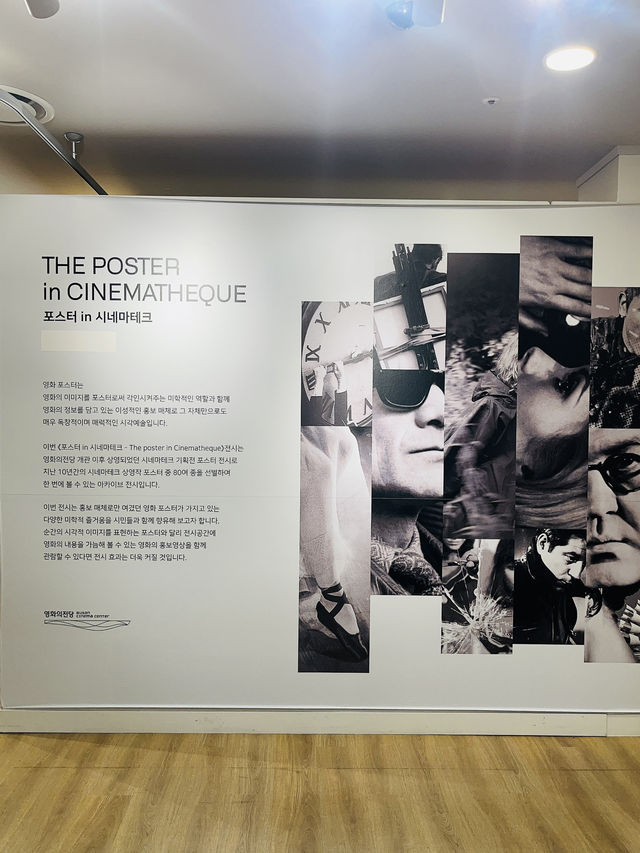 THE POSTER
in CINEMATHEQUE
포스터 in 시네마테크
영화 포스터는
영화의 이미지를 포스터로써 각인시켜주는 미학적인 역할과 함께
영화의 정보를 담고 있는 이성적인 홍보 매체로 그 자체만으로도
매우 독창적이며 매력적인 시각예술입니다.
이번 《포스터 in 시네마테크 - The poster in Cinematheque》전시는
영화의전당 개관 이후 상영되었던 시네마테크 기획전 포스터 전시로
지난 10년간의 시네마테크 상영작 포스터 중 80여 종을 선별하여
한 번에 볼 수 있는 아카이브 전시입니다.
이번 전시는 홍보 매체로만 여겼던 영화 포스터가 가지고 있는
다양한 미학적 즐거움을 시민들과 함께 향유해 보고자 합니다.
순간의 시각적 이미지를 표현하는 포스터와 달리 전시공간에
영화의 내용을 가늠해 볼 수 있는 영화의 홍보영상을 함께
관람할 수 있다면 전시 효과는 더욱 커질 것입니다.
영화의전당 BUSAN
CINEMA CENTER
X
IX